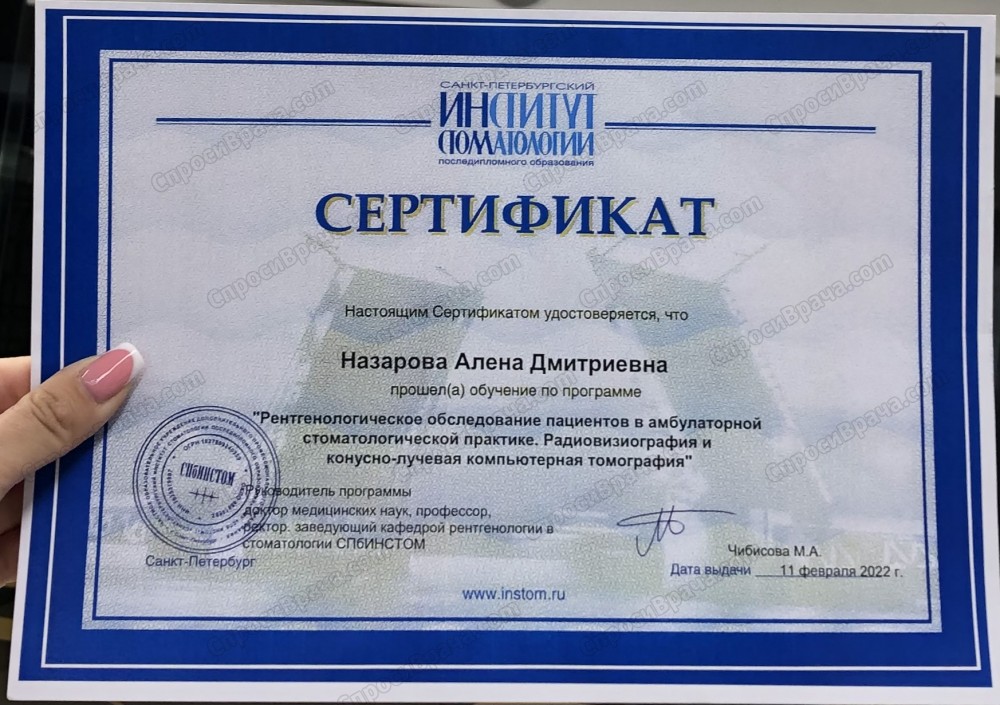 САНКТ-ПЕТЕРБУРГСКИЙ
ИНСТИТУТ
СТОМАТОЛОГИИ
последипломного образования
СЕРТИФИКАТ
Настоящим Сертификатом удостоверяется, что
Назарова Алена Дмитриевна
прошел(а) обучение по программе
"Рентгенологическое обследование пациентов в амбулаторной
стоматологической практике. Радиовизиография и
конусно-лучевая компьютерная томография"
СПбИНСТОМ
Руководитель программы
доктор медицинских наук, профессор,
ректор. заведующий кафедрой рентгенологии в
стоматологии СПбИНСТОМ
Чибисова М.А.
Санкт-Петербург
Дата выдачи 11 февраля 2022 г.
www.instom.ru
СпросиВрача.com